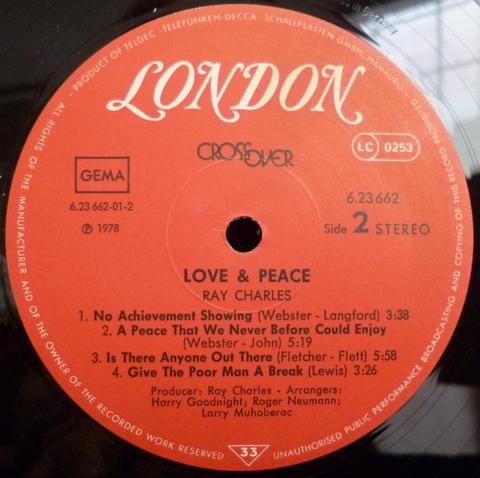 · PRODUCT OF TELDEC · TELEFUNKEN-DECCA · SCHALLPLATTEN GMBH, HAMBURG ·
LONDON
CROSSOVER
LC 0253
GEMA
6.23 662-01-2
6.23662
℗ 1978
Side 2 STEREO
LOVE & PEACE
RAY CHARLES
1. No Achievement Showing (Webster - Langford) 3:38
2. A Peace That We Never Before Could Enjoy
(Webster - John) 5:19
3. Is There Anyone Out There (Fletcher - Flett) 5:58
4. Give The Poor Man A Break (Lewis) 3:26
Producer: Ray Charles - Arrangers:
Harry Goodnight; Roger Neumann;
Larry Muhoberac
33
ALL RIGHTS OF THE MANUFACTURER AND OF THE OWNER OF THE RECORDED WORK RESERVED
UNAUTHORISED PUBLIC PERFORMANCE BROADCASTING AND COPYING OF THIS RECORD PROHIBITED
in Germany